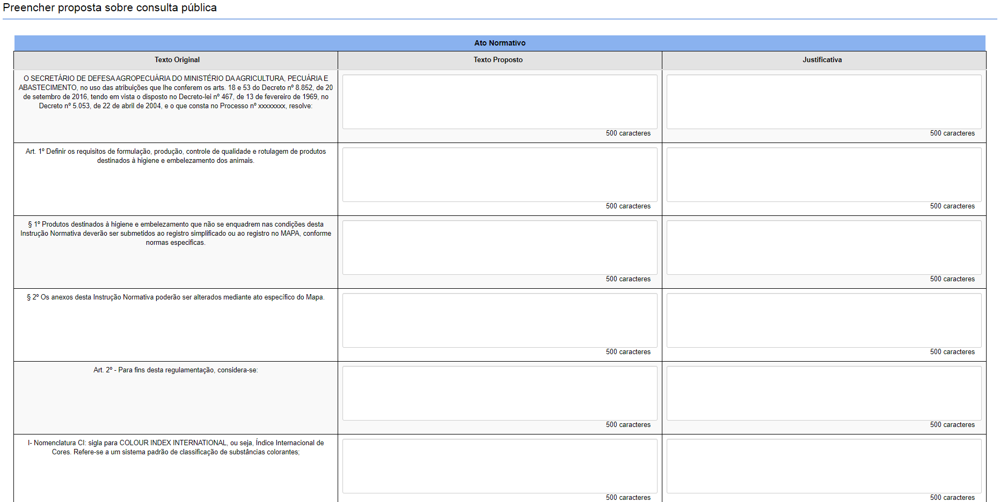 Preencher proposta sobre consulta pública
Ato Normativo
Texto Original
Texto Proposto
Justificativa
O SECRETÁRIO DE DEFESA AGROPECUÁRIA DO MINISTÉRIO DA AGRICULTURA, PECUÁRIA E
ABASTECIMENTO, no uso das atribuições que lhe conferem os arts. 18 e 53 do Decreto nº 8.852, de 20
de setembro de 2016, tendo em vista o disposto no Decreto-lei nº 467, de 13 de fevereiro de 1969, no
Decreto nº 5.053, de 22 de abril de 2004, e o que consta no Processo nº xxxxxxxx, resolve:
500 caracteres
500 caracteres
Art. 1º Definir os requisitos de formulação, produção, controle de qualidade e rotulagem de produtos
destinados à higiene e embelezamento dos animais.
500 caracteres
500 caracteres
§ 1º Produtos destinados à higiene e embelezamento que não se enquadrem nas condições desta
Instrução Normativa deverão ser submetidos ao registro simplificado ou ao registro no MAPA, conforme
normas especificas.
500 caracteres
500 caracteres
§ 2º Os anexos desta Instrução Normativa poderão ser alterados mediante ato específico do Mapa.
500 caracteres
500 caracteres
Art. 2º - Para fins desta regulamentação, considera-se:
500 caracteres
500 caracteres
I- Nomenclatura CI: sigla para COLOUR INDEX INTERNATIONAL, ou seja, Índice Internacional de
Cores. Refere-se a um sistema padrão de classificação de substâncias colorantes;
500 caracteres
500 caracteres